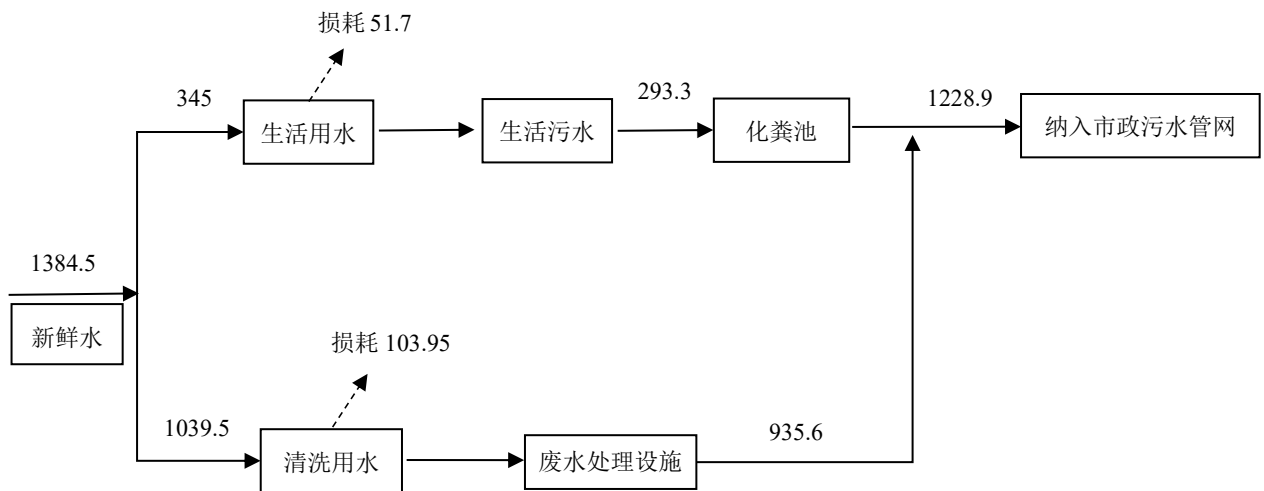 损耗 51.7
345
生活用水
生活污水
293.3
化粪池
1228.9
纳入市政污水管网
1384.5
新鲜水
损耗 103.95
1039.5
清洗用水
废水处理设施
935.6